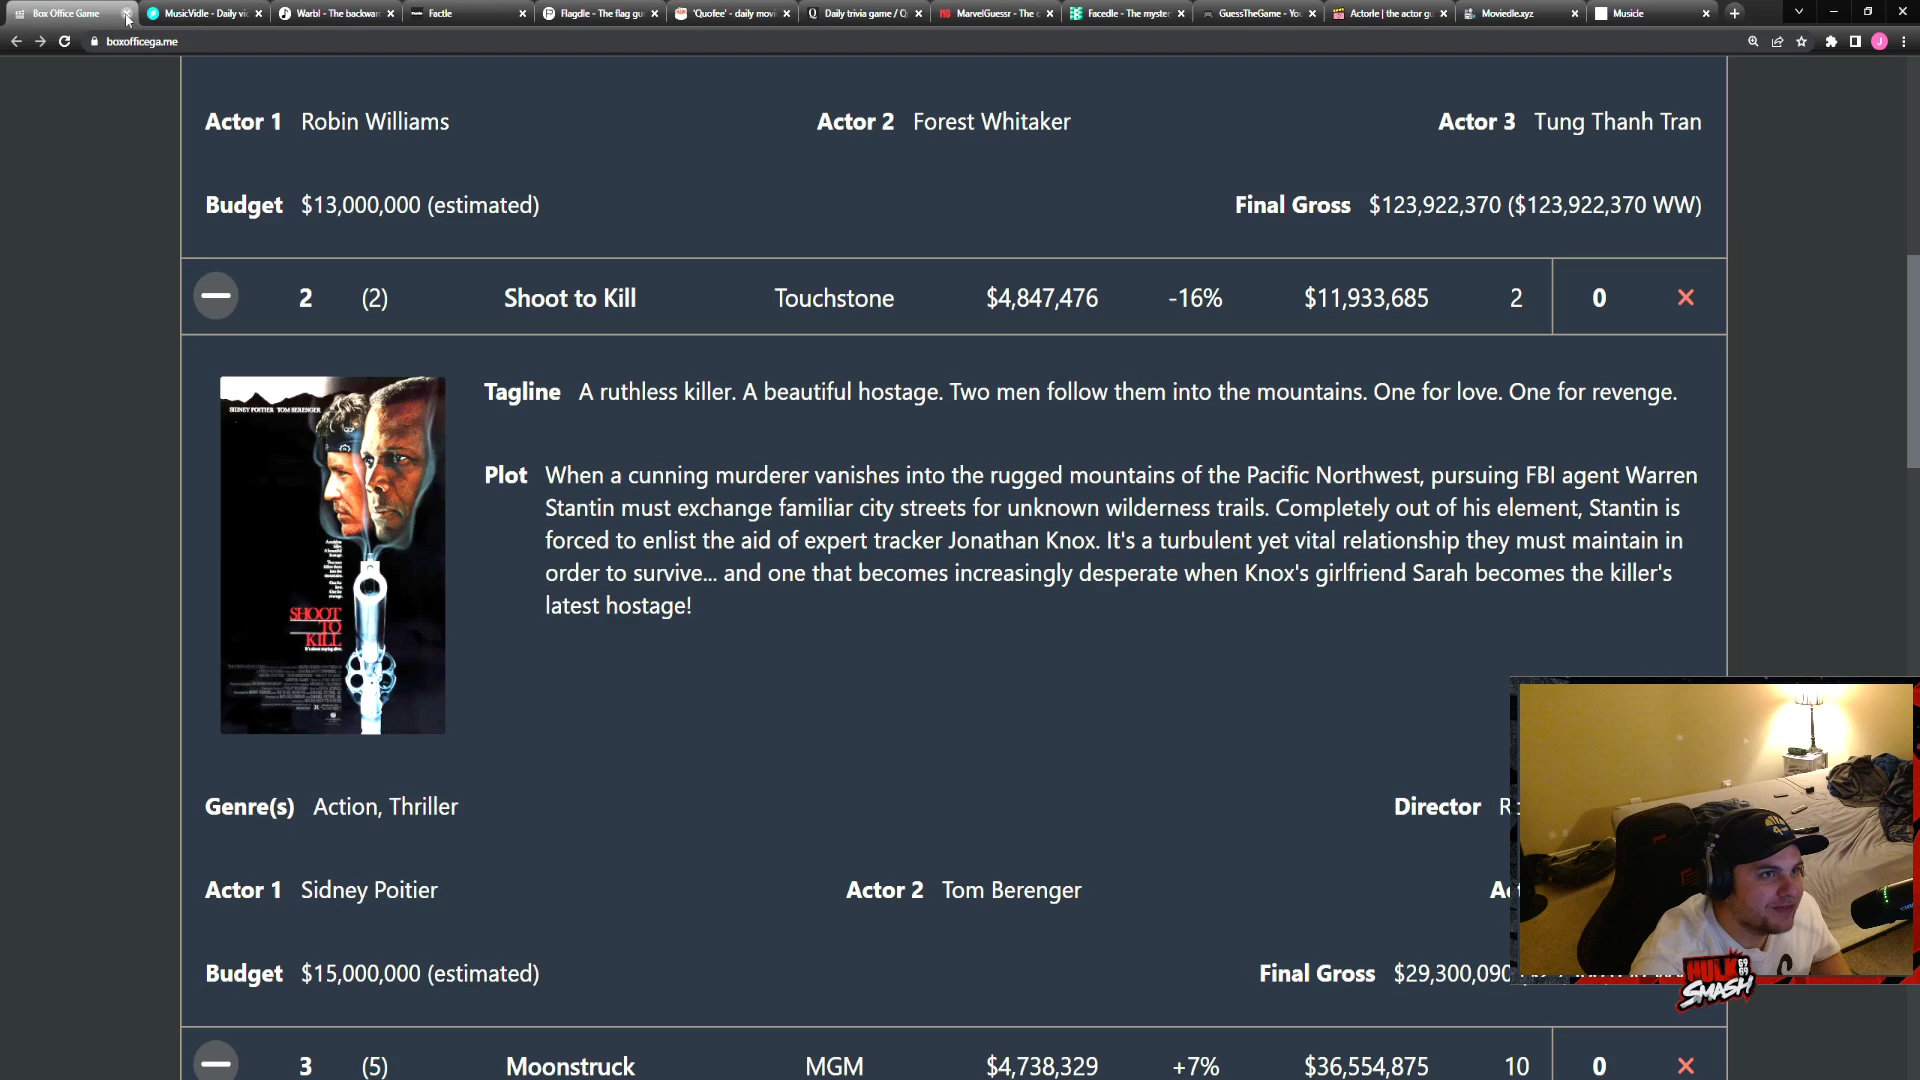 Box Office Game
MusicVidle - Daily vi
Warbl - The backwar
Factle
Flagdle - The flag gu
'Quofee' - daily movi
Daily trivia game / Q
MarvelGuessr - The c
Facedle - The myste
GuessTheGame - Yo
Actorle | the actor gu
Moviedle.xyz
Musicle
boxofficega.me
Actor 1 Robin Williams
Actor 2 Forest Whitaker
Actor 3 Tung Thanh Tran
Budget $13,000,000 (estimated)
Final Gross $123,922,370 ($123,922,370 WW)
2 (2) Shoot to Kill Touchstone $4,847,476 -16% $11,933,685 2 0
SIDNEY POITIER TOM BERENGER
SHOOT
TO
KILL
Tagline A ruthless killer. A beautiful hostage. Two men follow them into the mountains. One for love. One for revenge.
Plot When a cunning murderer vanishes into the rugged mountains of the Pacific Northwest, pursuing FBI agent Warren
Stantin must exchange familiar city streets for unknown wilderness trails. Completely out of his element, Stantin is
forced to enlist the aid of expert tracker Jonathan Knox. It's a turbulent yet vital relationship they must maintain in
order to survive... and one that becomes increasingly desperate when Knox's girlfriend Sarah becomes the killer's
latest hostage!
Genre(s) Action, Thriller
Director
Actor 1 Sidney Poitier
Actor 2 Tom Berenger
Budget $15,000,000 (estimated)
Final Gross $29,300,090
HULK
6969
SMASH
3 (5) Moonstruck MGM $4,738,329 +7% $36,554,875 10 0